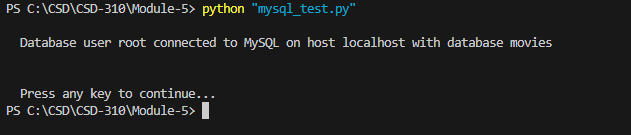 PS C:\CSD\CSD-310\Module-5> python "mysql_test.py"
Database user root connected to MySQL on host localhost with database movies
Press any key to continue...
PS C:\CSD\CSD-310\Module-5>